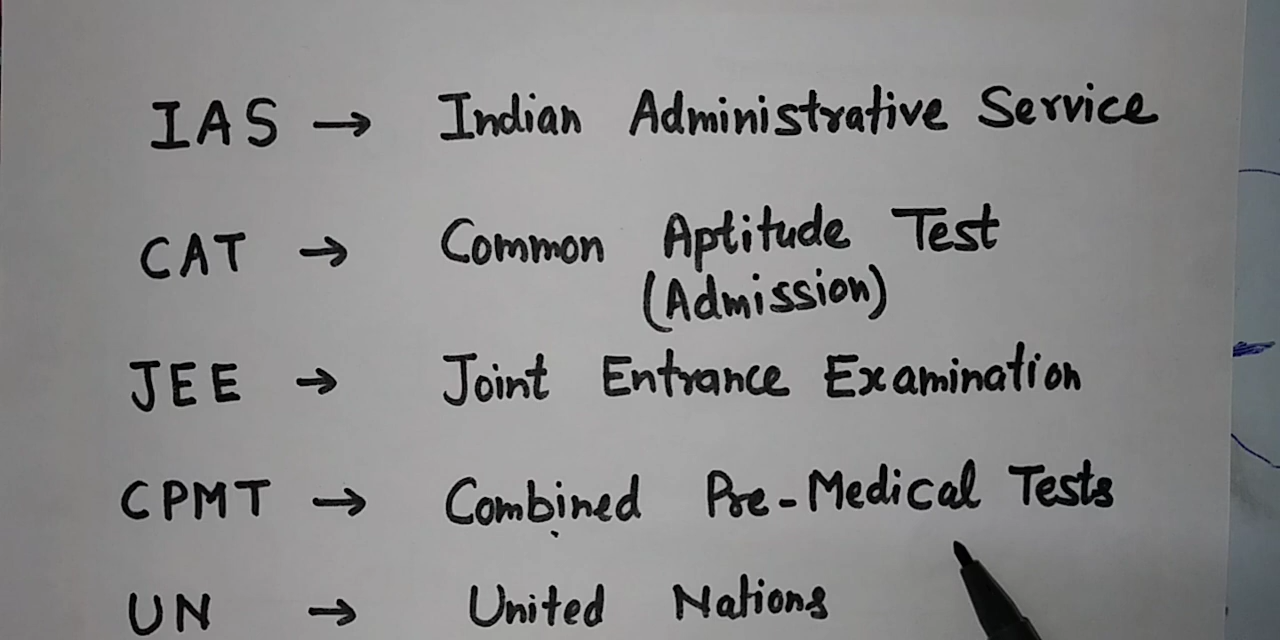 IAS → Indian Administrative Service
CAT → Common Aptitude Test
(Admission)
JEE → Joint Entrance Examination
CPMT → Combined Pre-Medical Tests
UN → United Nations